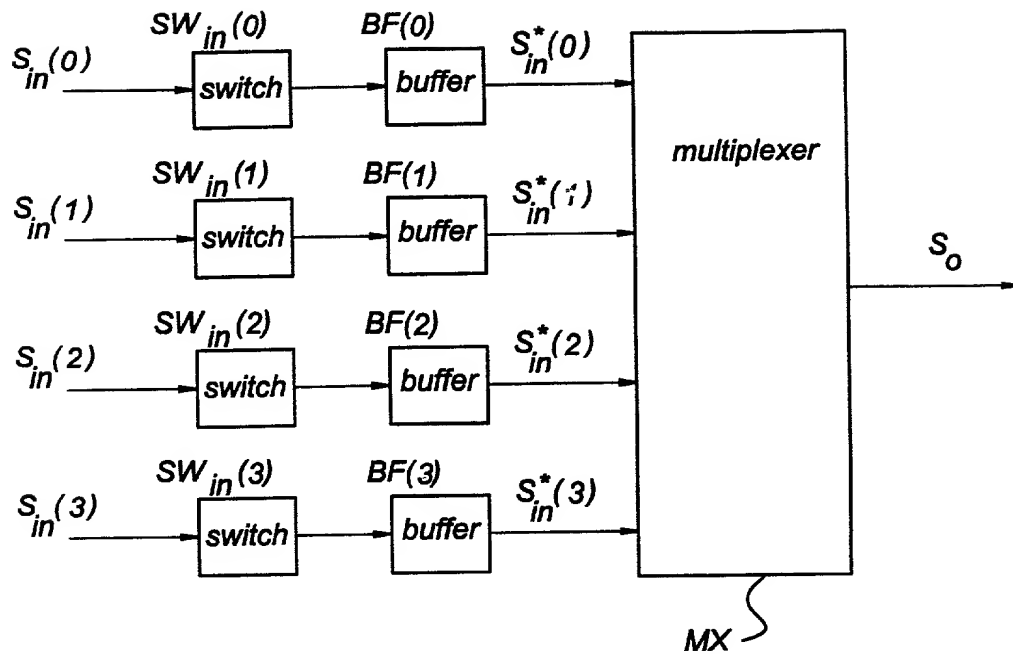 SW_in(0) BF(0) S*_in(0)
S_in(0) switch buffer
multiplexer
SW_in(1) BF(1) S*_in(1)
S_in(1) switch buffer
S_o
SW_in(2) BF(2) S*_in(2)
S_in(2) switch buffer
SW_in(3) BF(3) S*_in(3)
S_in(3) switch buffer
MX